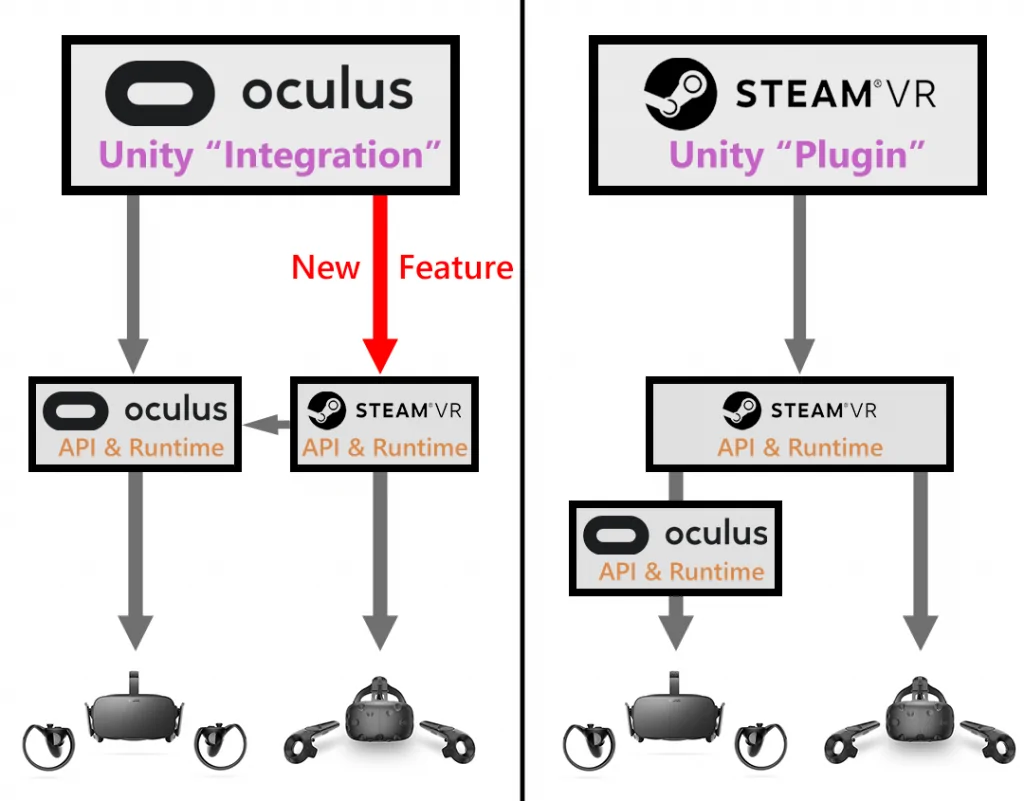 oculus
Unity “Integration”
New Feature
oculus
API & Runtime
STEAM®VR
API & Runtime
STEAM®VR
Unity “Plugin”
STEAM®VR
API & Runtime
oculus
API & Runtime